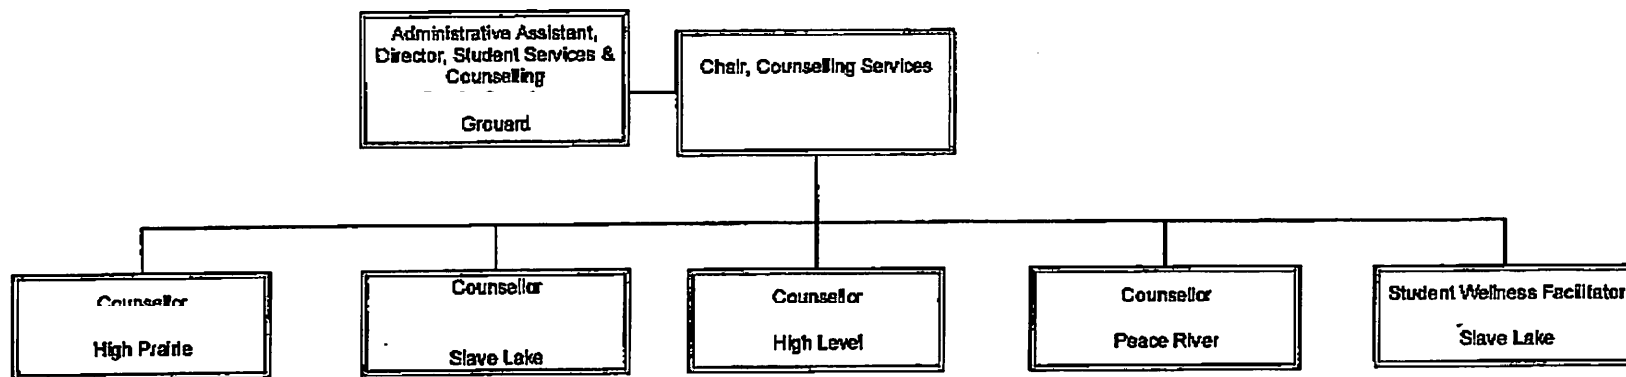 Administrative Assistant,
Director, Student Services &
Counselling
Grouard
Chair, Counselling Services
Counsellor
High Prairie
Counsellor
Slave Lake
Counsellor
High Level
Counsellor
Peace River
Student Wellness Facilitator
Slave Lake